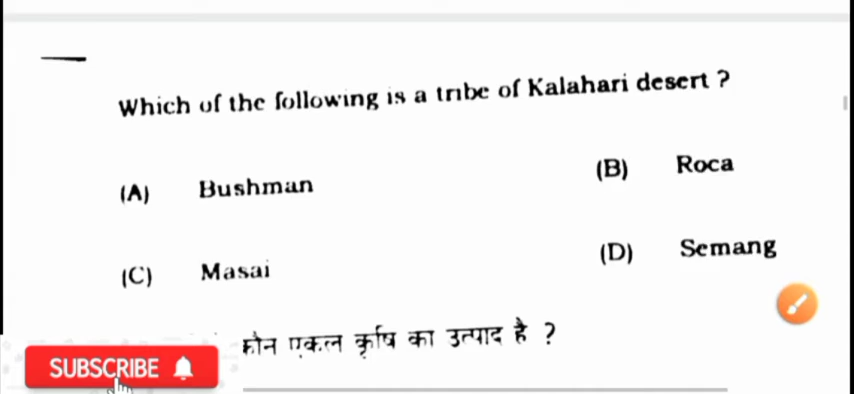 Which of the following is a tribe of Kalahari desert ?
(A) Bushman (B) Roca
(C) Masai (D) Semang
कौन एकल कृषि का उत्पाद है ?
SUBSCRIBE